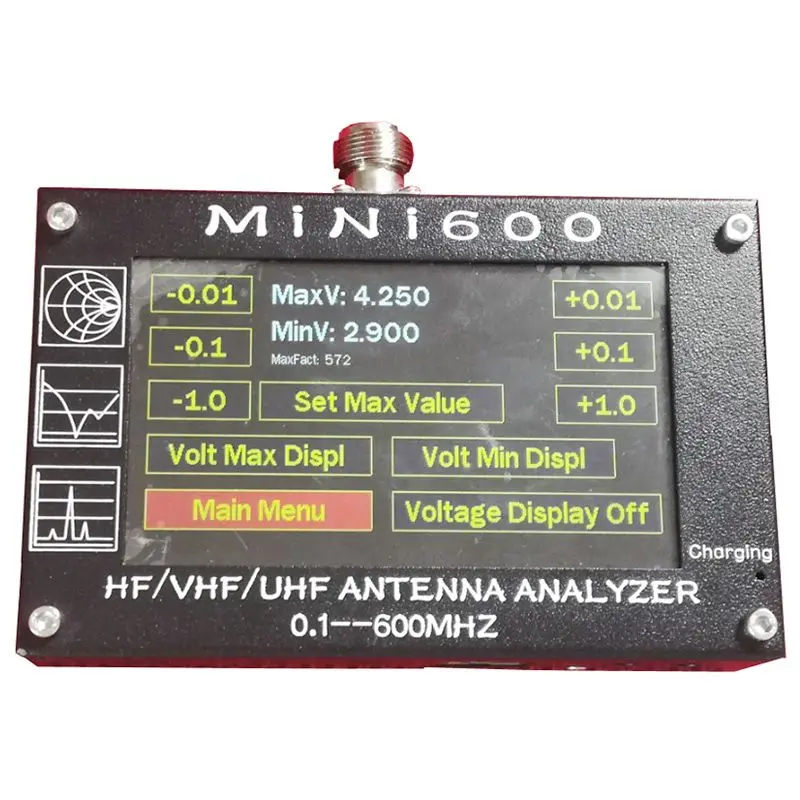 MiNi600
-0.01 MaxV: 4.250 +0.01
MinV: 2.900
-0.1 +0.1
MaxFact: 572
-1.0 Set Max Value +1.0
Volt Max Displ Volt Min Displ
Main Menu Voltage Display Off
Charging
HF/VHF/UHF ANTENNA ANALYZER
0.1--600MHZ